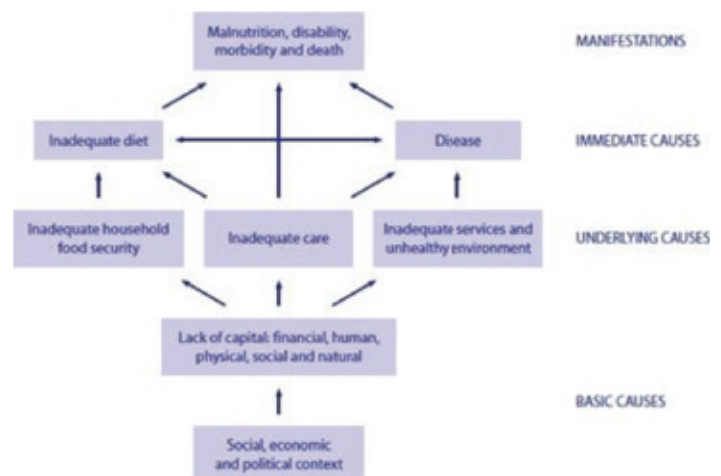 Malnutrition, disability,
morbidity and death
MANIFESTATIONS
Inadequate diet
Disease
IMMEDIATE CAUSES
Inadequate household
food security
Inadequate care
Inadequate services and
unhealthy environment
UNDERLYING CAUSES
Lack of capital: financial, human,
physical, social and natural
BASIC CAUSES
Social, economic
and political context